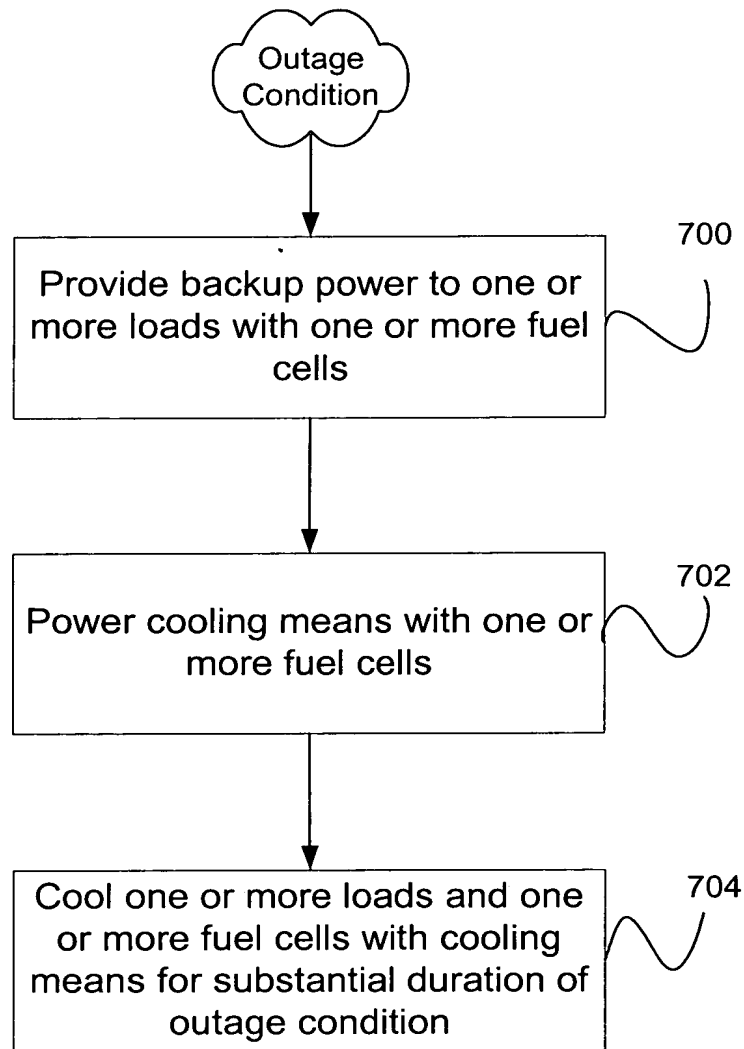 Outage
Condition
700
Provide backup power to one or
more loads with one or more fuel
cells
702
Power cooling means with one or
more fuel cells
704
Cool one or more loads and one
or more fuel cells with cooling
means for substantial duration of
outage condition